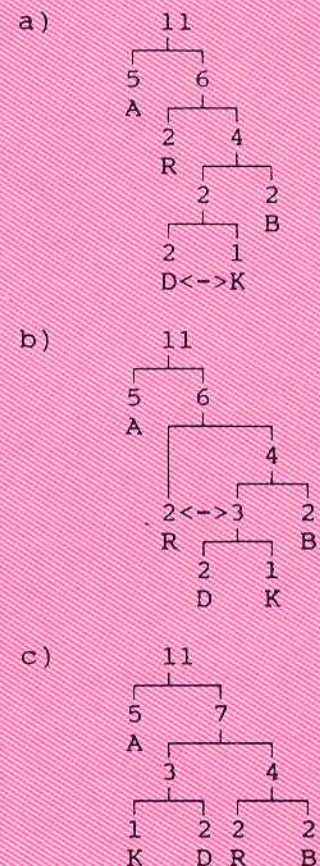 a) 11
5 6
A
2 4
R
2 2
B
2 1
D<->K
b) 11
5 6
A
4
2<->3 2
R B
2 1
D K
c) 11
5 7
A
3 4
1 2 2 2
K D R B